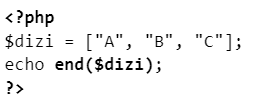 <?php
$dizi = ["A", "B", "C"];
echo end($dizi);
?>